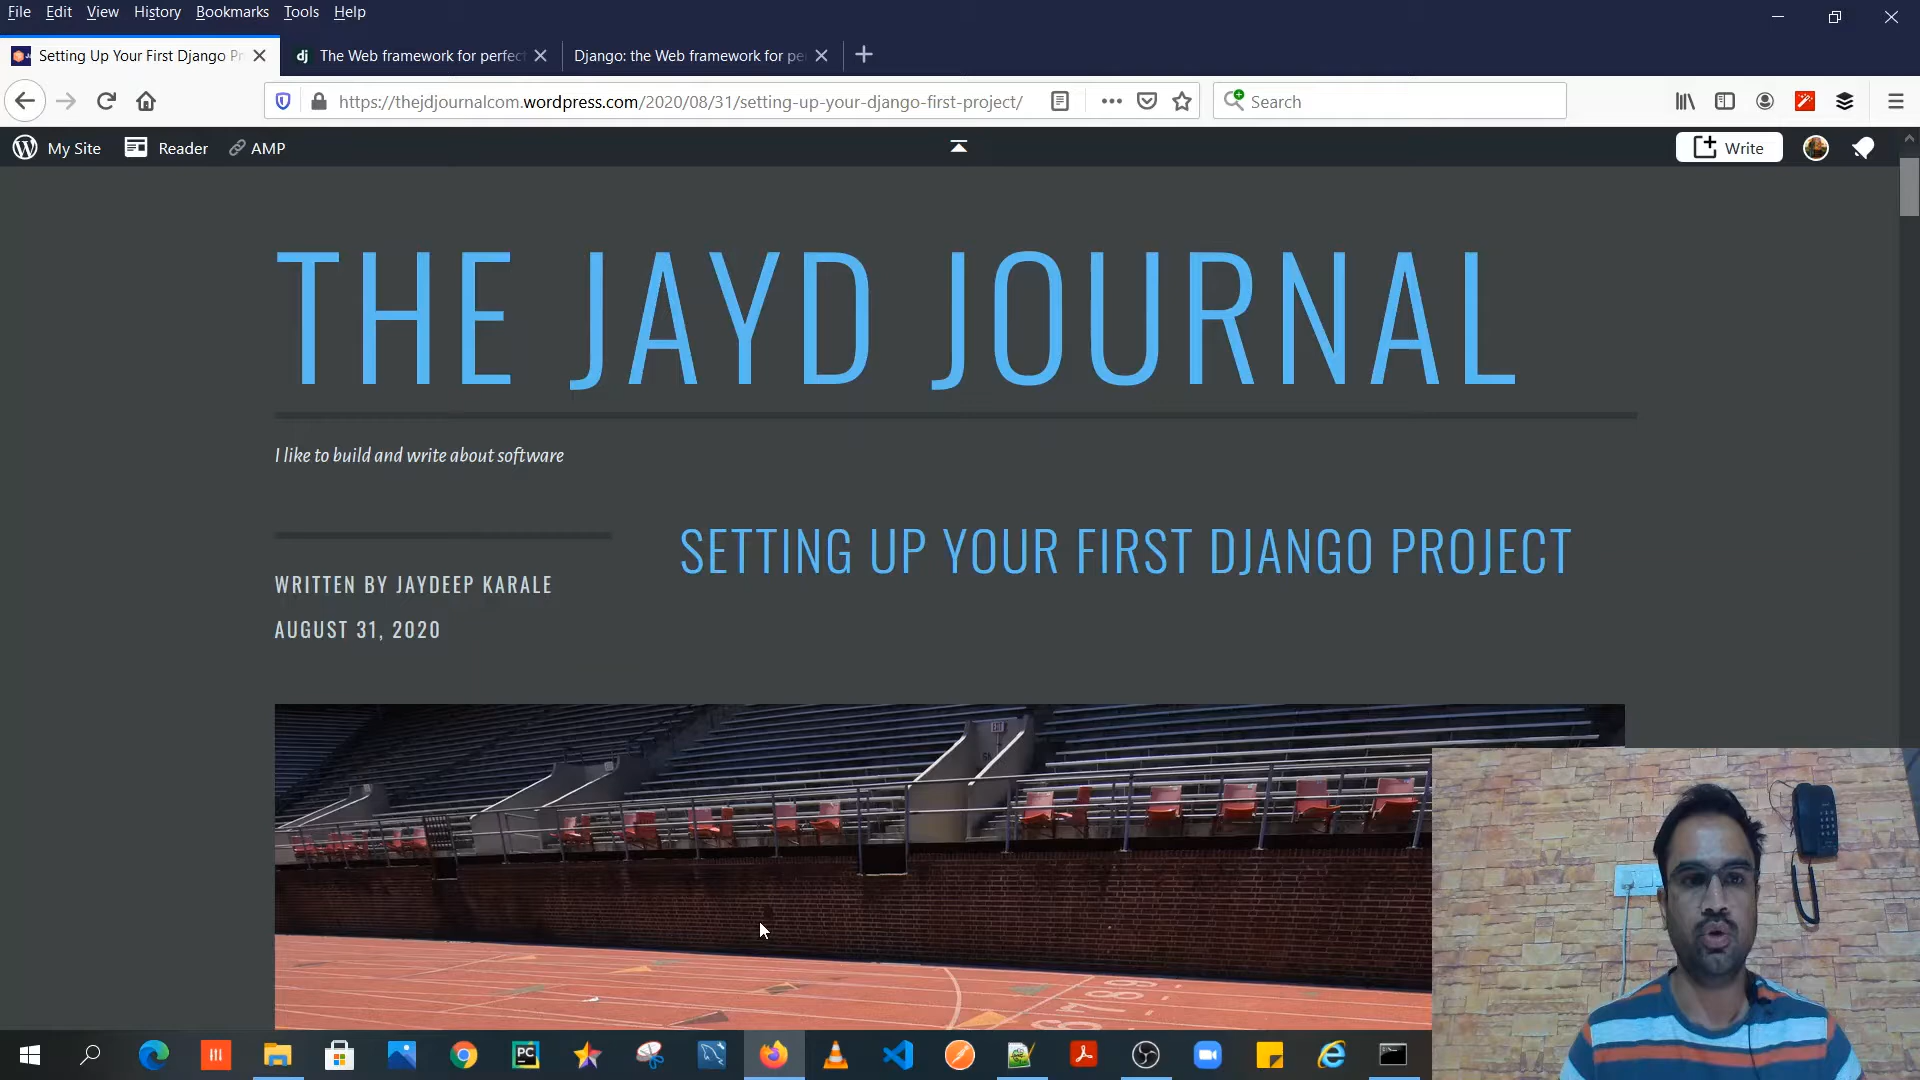 File Edit View History Bookmarks Tools Help
Setting Up Your First Django Pr
dj The Web framework for perfect
Django: the Web framework for pe
https://thejdjournalcom.wordpress.com/2020/08/31/setting-up-your-django-first-project/
Search
My Site Reader AMP Write
THE JAYD JOURNAL
I like to build and write about software
SETTING UP YOUR FIRST DJANGO PROJECT
WRITTEN BY JAYDEEP KARALE
AUGUST 31, 2020
PC